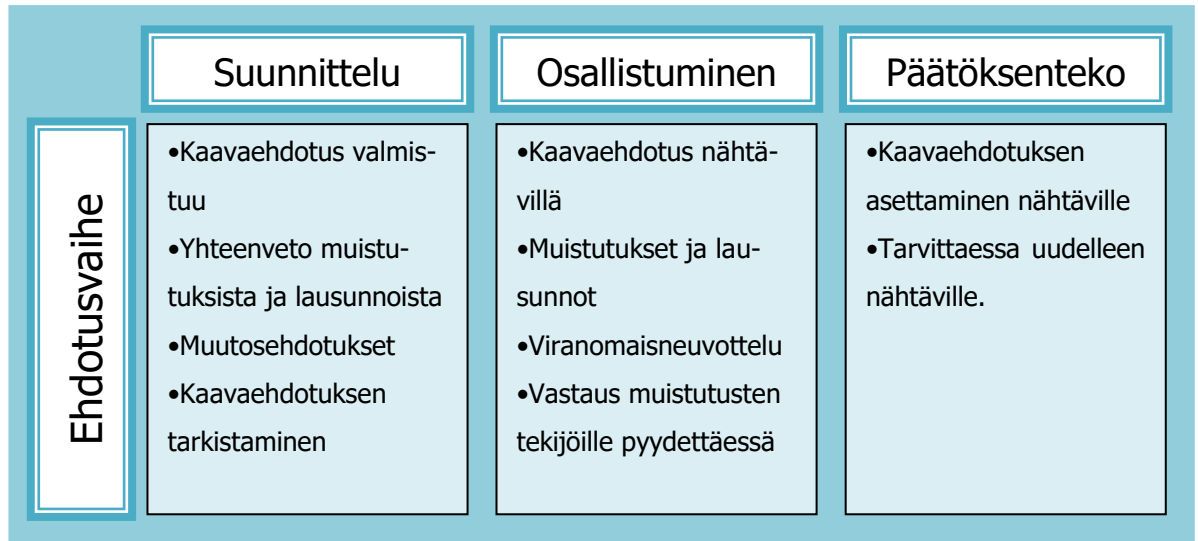 Suunnittelu
Osallistuminen
Päätöksenteko
Ehdotusvaihe
•Kaavaehdotus valmis-
tuu
•Yhteenveto muistu-
tuksista ja lausunnoista
•Muutosehdotukset
•Kaavaehdotuksen
tarkistaminen
•Kaavaehdotus nähtä-
villä
•Muistutukset ja lau-
sunnot
•Viranomaisneuvottelu
•Vastaus muistutusten
tekijöille pyydettäessä
•Kaavaehdotuksen
asettaminen nähtäville
•Tarvittaessa uudelleen
nähtäville.